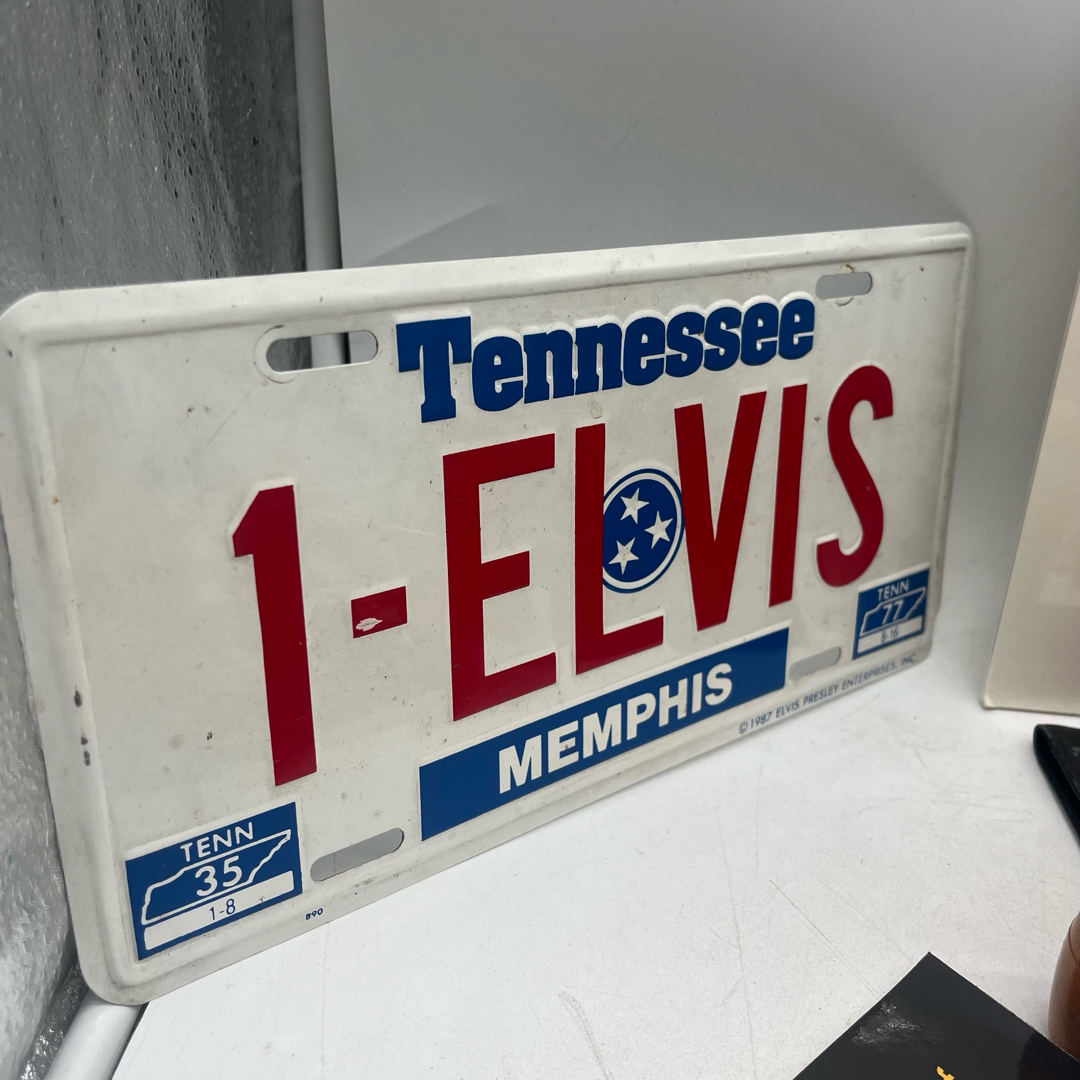 Tennessee
1-ELVIS
MEMPHIS
TENN
35
1-8
TENN
77
8-16
890
©1987 ELVIS PRESLEY ENTERPRISES, INC